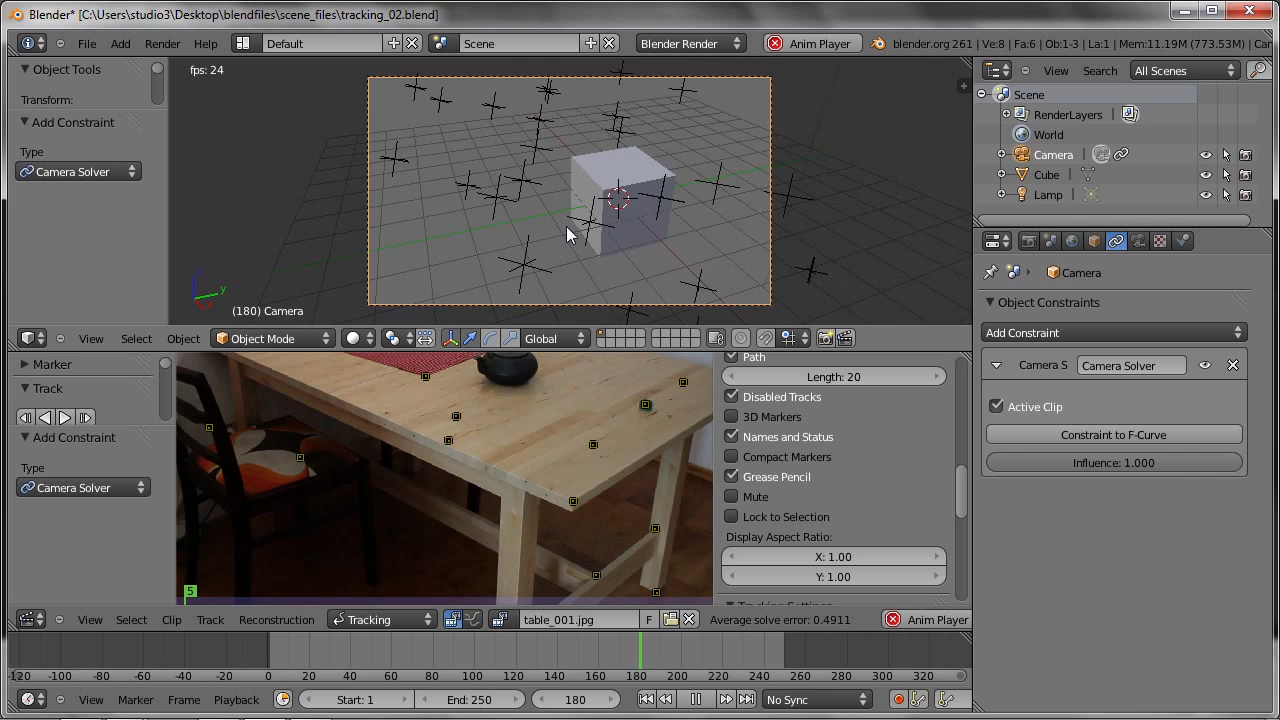 Blender* [C:\Users\studio3\Desktop\blendfiles\scene_files\tracking_02.blend]
File Add Render Help Default Scene Blender Render Anim Player blender.org 261 | Ve:8 | Fa:6 | Ob:1-3 | La:1 | Mem:11.19M (773.53M) | Car
Object Tools
Transform:
Add Constraint
Type
Camera Solver
fps: 24
y
(180) Camera
View Select Object Object Mode Global
View Search All Scenes
Scene
RenderLayers
World
Camera
Cube
Lamp
Camera
Object Constraints
Add Constraint
Camera S Camera Solver
Active Clip
Constraint to F-Curve
Influence: 1.000
Marker
Track
Add Constraint
Type
Camera Solver
5
Path
Length: 20
Disabled Tracks
3D Markers
Names and Status
Compact Markers
Grease Pencil
Mute
Lock to Selection
Display Aspect Ratio:
X: 1.00
Y: 1.00
View Select Clip Track Reconstruction Tracking table_001.jpg F Average solve error: 0.4911 Anim Player
-120 -100 -80 -60 -40 -20 0 20 40 60 80 100 120 140 160 180 200 220 240 260 280 300 320
View Marker Frame Playback Start: 1 End: 250 180 No Sync